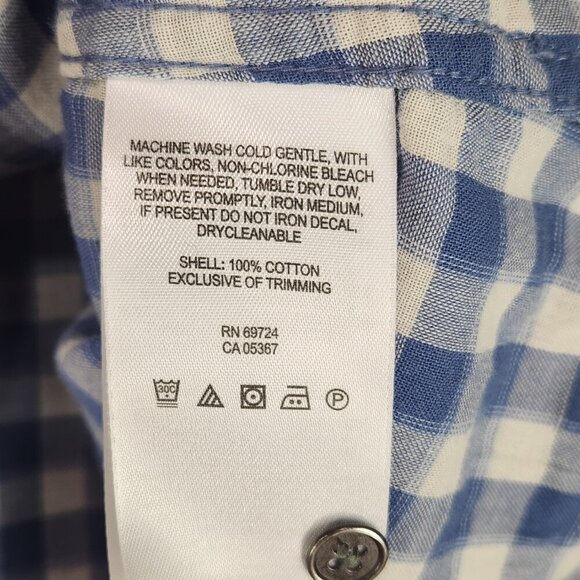 MACHINE WASH COLD GENTLE, WITH
LIKE COLORS, NON-CHLORINE BLEACH
WHEN NEEDED, TUMBLE DRY LOW,
REMOVE PROMPTLY, IRON MEDIUM,
IF PRESENT DO NOT IRON DECAL,
DRYCLEANABLE
SHELL: 100% COTTON
EXCLUSIVE OF TRIMMING
RN 69724
CA 05367
30C P